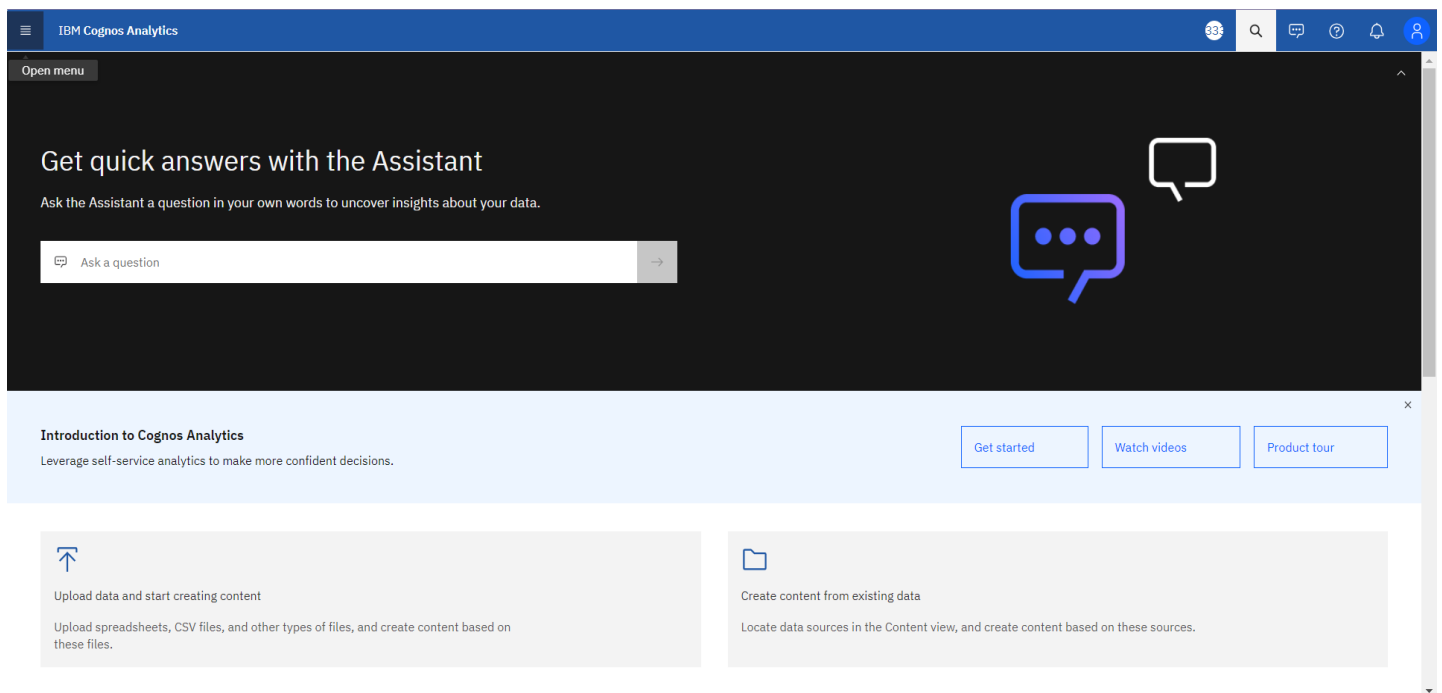 IBM Cognos Analytics
Open menu
Get quick answers with the Assistant
Ask the Assistant a question in your own words to uncover insights about your data.
Ask a question
Introduction to Cognos Analytics
Leverage self-service analytics to make more confident decisions.
Get started
Watch videos
Product tour
Upload data and start creating content
Upload spreadsheets, CSV files, and other types of files, and create content based on
these files.
Create content from existing data
Locate data sources in the Content view, and create content based on these sources.